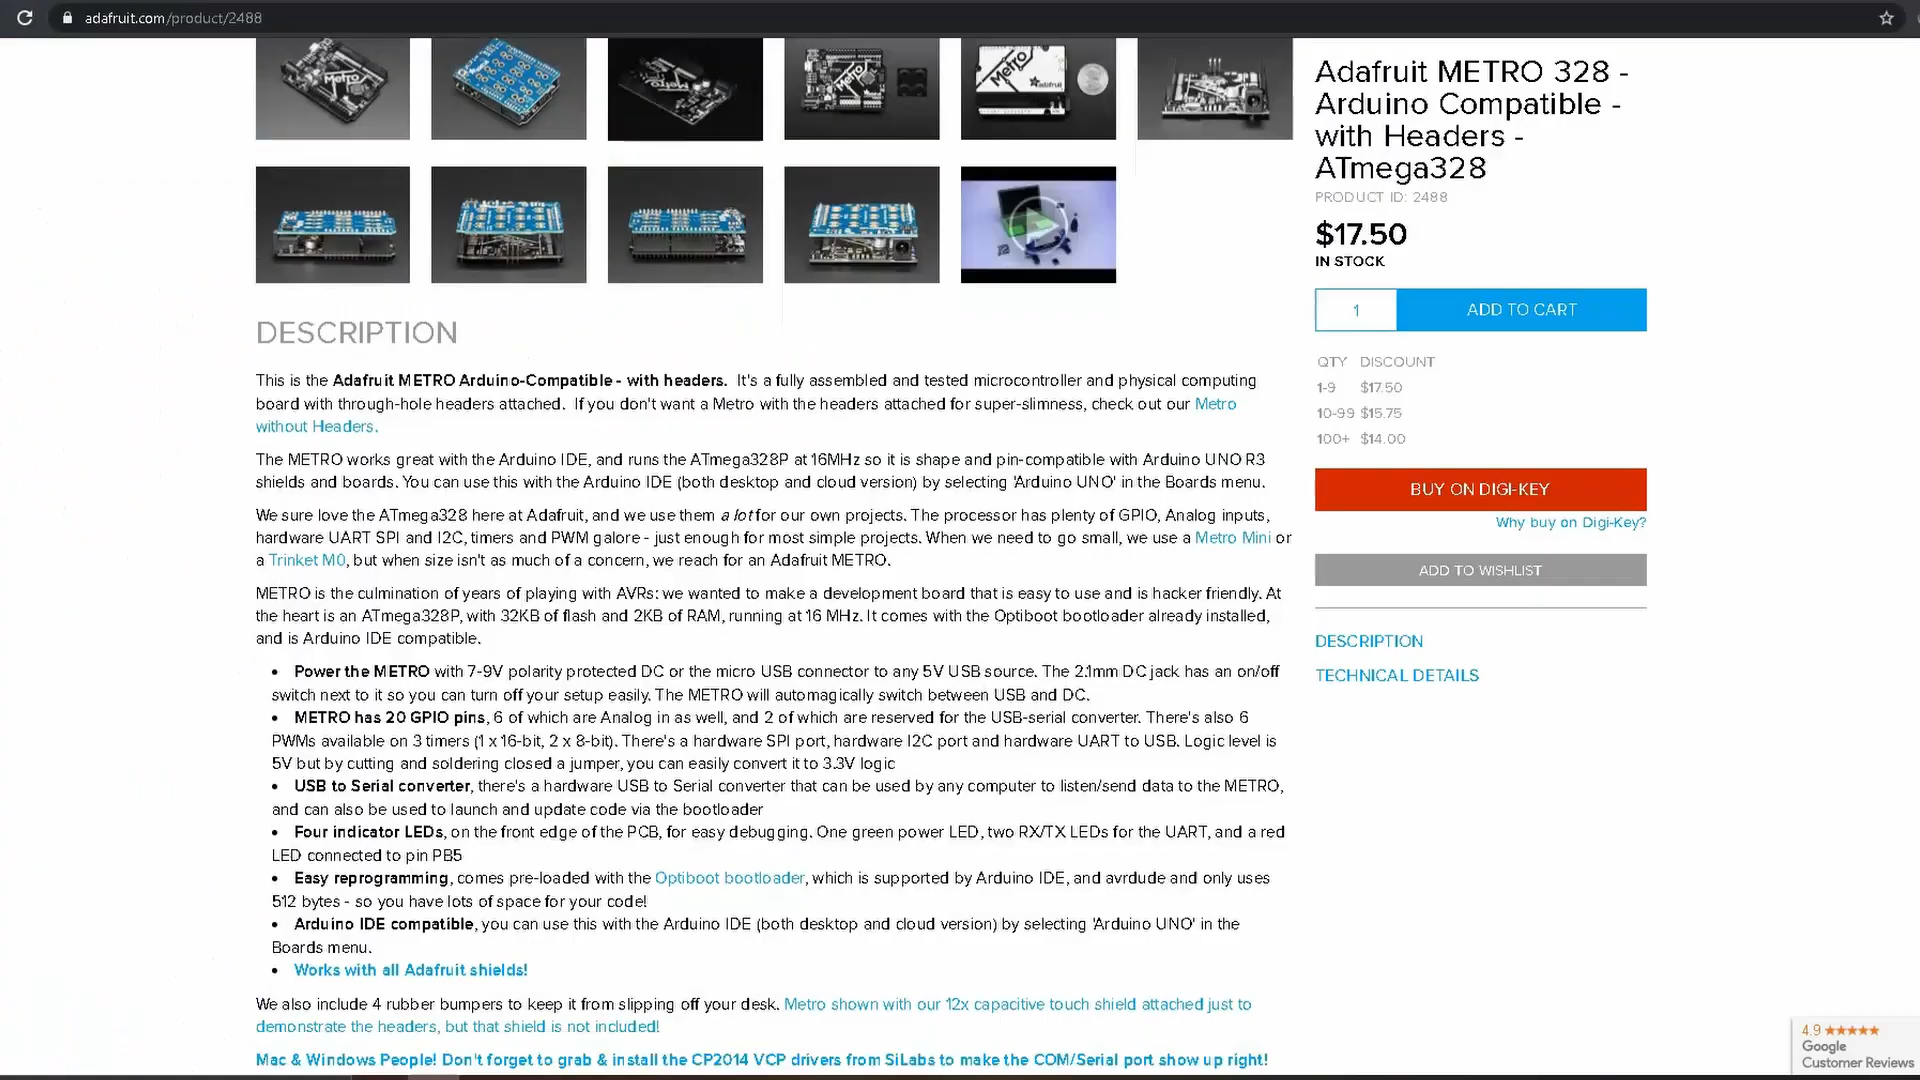 adafruit.com/product/2488
METRO
METRO
METRO
METRO
adafruit
Adafruit METRO 328 -
Arduino Compatible -
with Headers -
ATmega328
PRODUCT ID: 2488
$17.50
IN STOCK
1
ADD TO CART
QTY DISCOUNT
1-9 $17.50
10-99 $15.75
100+ $14.00
BUY ON DIGI-KEY
Why buy on Digi-Key?
ADD TO WISHLIST
DESCRIPTION
TECHNICAL DETAILS
DESCRIPTION
This is the Adafruit METRO Arduino-Compatible - with headers. It's a fully assembled and tested microcontroller and physical computing
board with through-hole headers attached. If you don't want a Metro with the headers attached for super-slimness, check out our Metro
without Headers.
The METRO works great with the Arduino IDE, and runs the ATmega328P at 16MHz so it is shape and pin-compatible with Arduino UNO R3
shields and boards. You can use this with the Arduino IDE (both desktop and cloud version) by selecting 'Arduino UNO' in the Boards menu.
We sure love the ATmega328 here at Adafruit, and we use them a lot for our own projects. The processor has plenty of GPIO, Analog inputs,
hardware UART SPI and I2C, timers and PWM galore - just enough for most simple projects. When we need to go small, we use a Metro Mini or
a Trinket M0, but when size isn't as much of a concern, we reach for an Adafruit METRO.
METRO is the culmination of years of playing with AVRs: we wanted to make a development board that is easy to use and is hacker friendly. At
the heart is an ATmega328P, with 32KB of flash and 2KB of RAM, running at 16 MHz. It comes with the Optiboot bootloader already installed,
and is Arduino IDE compatible.
• Power the METRO with 7-9V polarity protected DC or the micro USB connector to any 5V USB source. The 2.1mm DC jack has an on/off
switch next to it so you can turn off your setup easily. The METRO will automagically switch between USB and DC.
• METRO has 20 GPIO pins, 6 of which are Analog in as well, and 2 of which are reserved for the USB-serial converter. There's also 6
PWMs available on 3 timers (1 x 16-bit, 2 x 8-bit). There's a hardware SPI port, hardware I2C port and hardware UART to USB. Logic level is
5V but by cutting and soldering closed a jumper, you can easily convert it to 3.3V logic
• USB to Serial converter, there's a hardware USB to Serial converter that can be used by any computer to listen/send data to the METRO,
and can also be used to launch and update code via the bootloader
• Four indicator LEDs, on the front edge of the PCB, for easy debugging. One green power LED, two RX/TX LEDs for the UART, and a red
LED connected to pin PB5
• Easy reprogramming, comes pre-loaded with the Optiboot bootloader, which is supported by Arduino IDE, and avrdude and only uses
512 bytes - so you have lots of space for your code!
• Arduino IDE compatible, you can use this with the Arduino IDE (both desktop and cloud version) by selecting 'Arduino UNO' in the
Boards menu.
• Works with all Adafruit shields!
We also include 4 rubber bumpers to keep it from slipping off your desk. Metro shown with our 12x capacitive touch shield attached just to
demonstrate the headers, but that shield is not included!
Mac & Windows People! Don't forget to grab & install the CP2014 VCP drivers from SiLabs to make the COM/Serial port show up right!
4.9 ★★★★★
Google
Customer Reviews